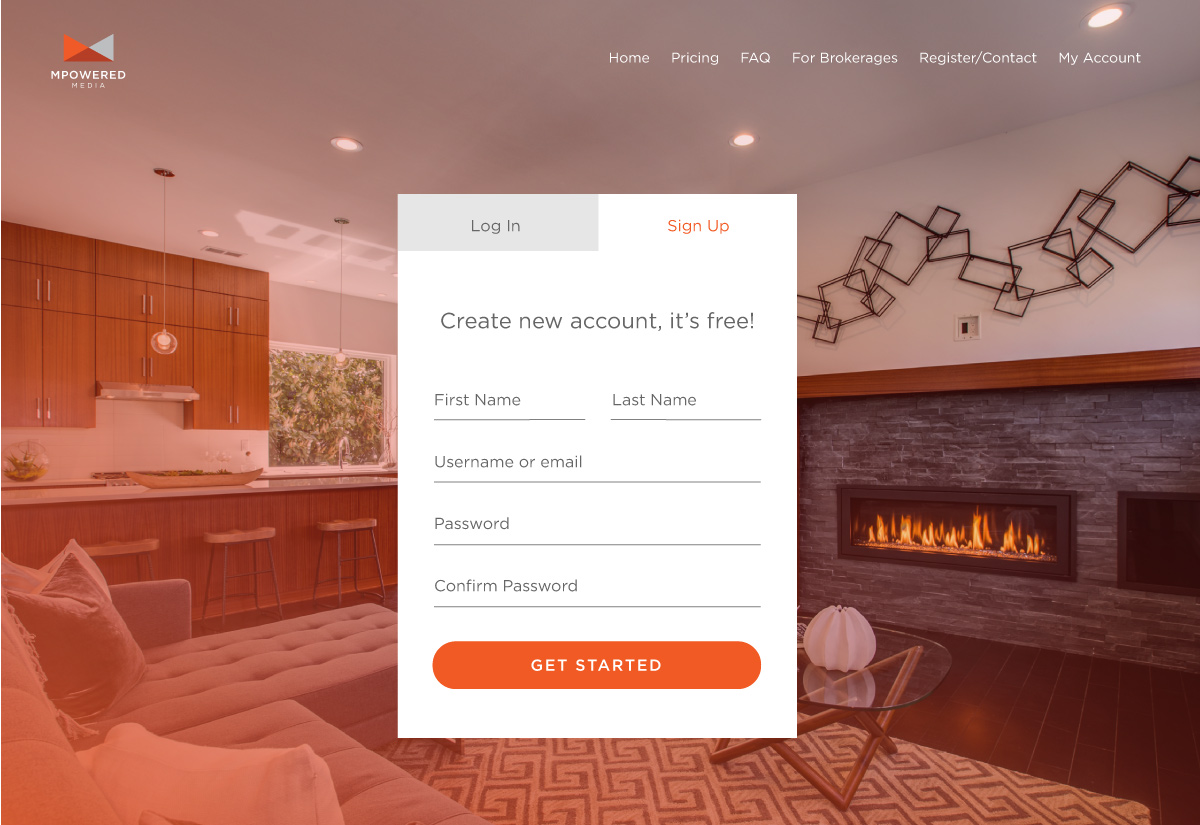 MPOWERED
MEDIA
Home Pricing FAQ For Brokerages Register/Contact My Account
Log In Sign Up
Create new account, it’s free!
First Name Last Name
Username or email
Password
Confirm Password
GET STARTED